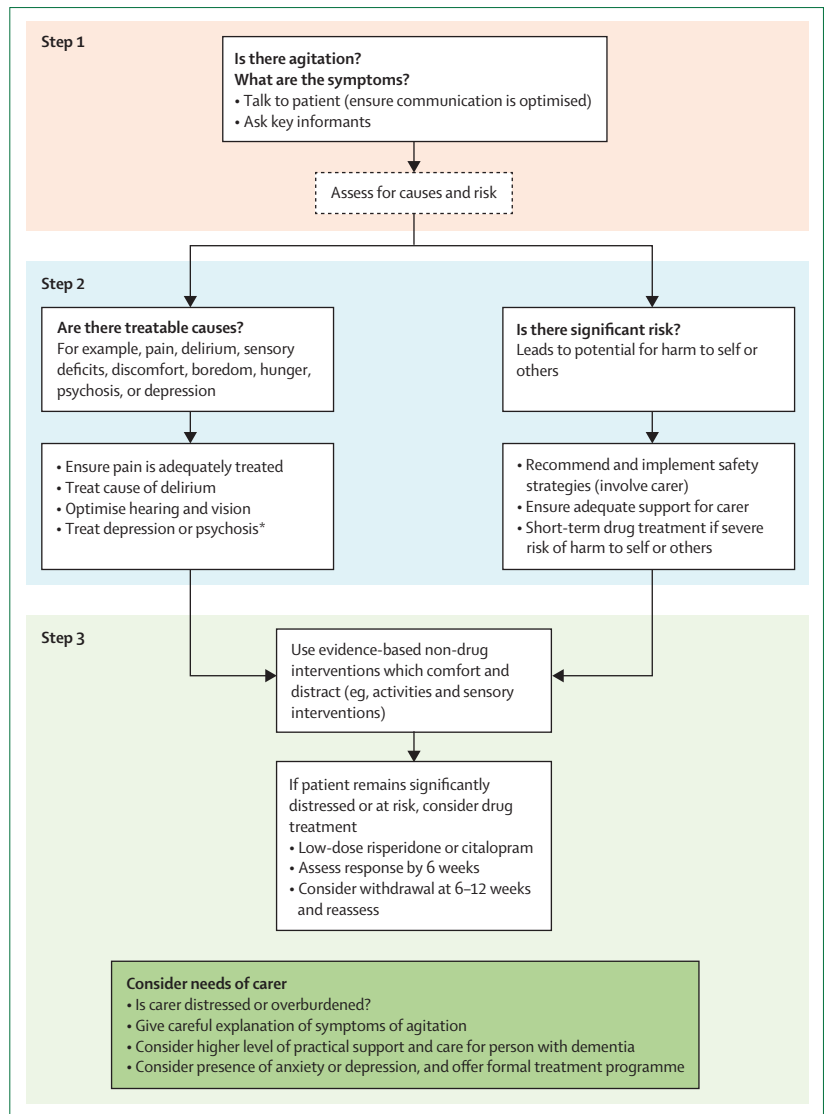 Step 1
Is there agitation?
What are the symptoms?
• Talk to patient (ensure communication is optimised)
• Ask key informants
Assess for causes and risk
Step 2
Are there treatable causes?
For example, pain, delirium, sensory
deficits, discomfort, boredom, hunger,
psychosis, or depression
Is there significant risk?
Leads to potential for harm to self or
others
• Ensure pain is adequately treated
• Treat cause of delirium
• Optimise hearing and vision
• Treat depression or psychosis*
• Recommend and implement safety
strategies (involve carer)
• Ensure adequate support for carer
• Short-term drug treatment if severe
risk of harm to self or others
Step 3
Use evidence-based non-drug
interventions which comfort and
distract (eg, activities and sensory
interventions)
If patient remains significantly
distressed or at risk, consider drug
treatment
• Low-dose risperidone or citalopram
• Assess response by 6 weeks
• Consider withdrawal at 6–12 weeks
and reassess
Consider needs of carer
• Is carer distressed or overburdened?
• Give careful explanation of symptoms of agitation
• Consider higher level of practical support and care for person with dementia
• Consider presence of anxiety or depression, and offer formal treatment programme